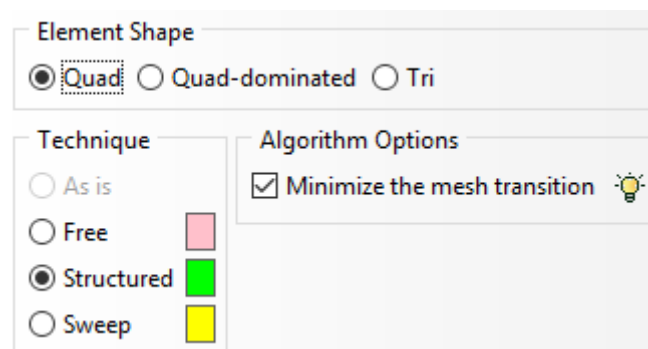 Element Shape
Quad Quad-dominated Tri
Technique
As is
Free
Structured
Sweep
Algorithm Options
Minimize the mesh transition